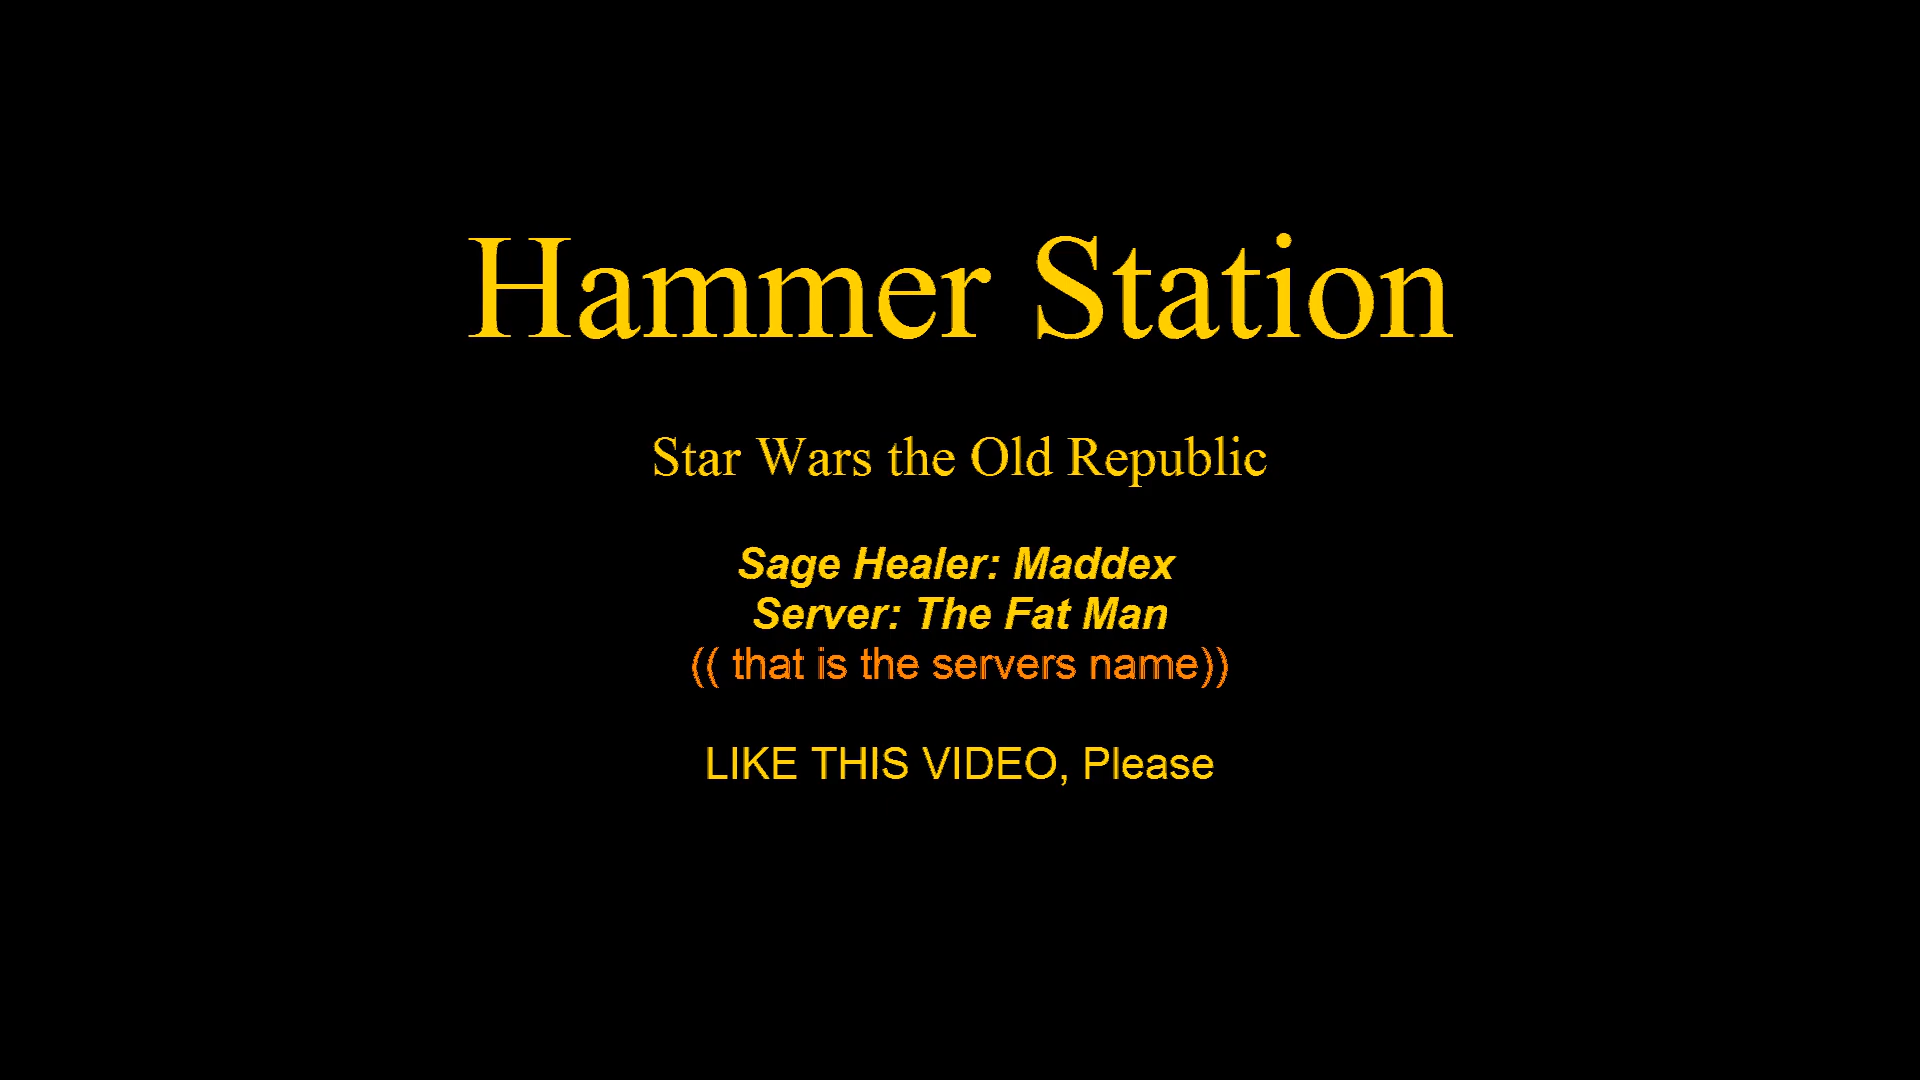 Hammer Station
Star Wars the Old Republic
Sage Healer: Maddex
Server: The Fat Man
(( that is the servers name))
LIKE THIS VIDEO, Please